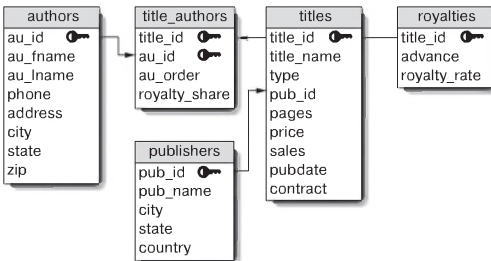 authors
au_id
au_fname
au_lname
phone
address
city
state
zip
title_authors
title_id
au_id
au_order
royalty_share
publishers
pub_id
pub_name
city
state
country
titles
title_id
title_name
type
pub_id
pages
price
sales
pubdate
contract
royalties
title_id
advance
royalty_rate